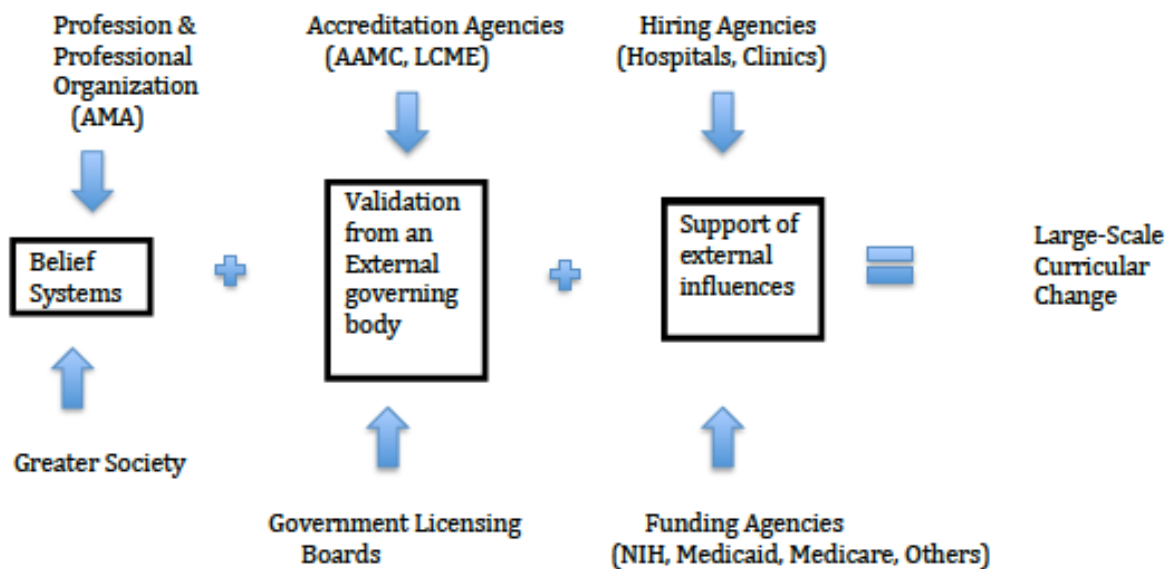 Profession &
Professional
Organization
(AMA)
Accreditation Agencies
(AAMC, LCME)
Hiring Agencies
(Hospitals, Clinics)
Belief
Systems
Validation
from an
External
governing
body
Support of
external
influences
Large-Scale
Curricular
Change
Greater Society
Government Licensing
Boards
Funding Agencies
(NIH, Medicaid, Medicare, Others)